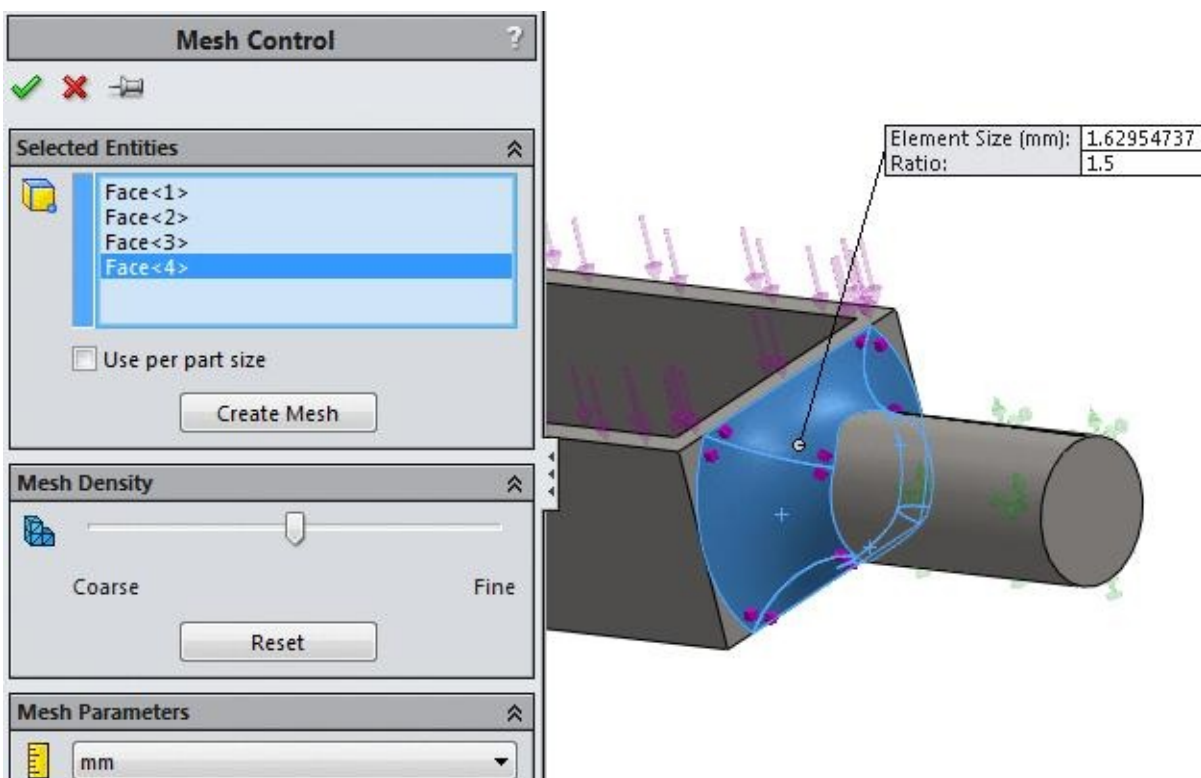 Mesh Control
?
Selected Entities
Face<1>
Face<2>
Face<3>
Face<4>
Use per part size
Create Mesh
Mesh Density
Coarse
Fine
Reset
Mesh Parameters
mm
Element Size (mm): 1.62954737
Ratio: 1.5